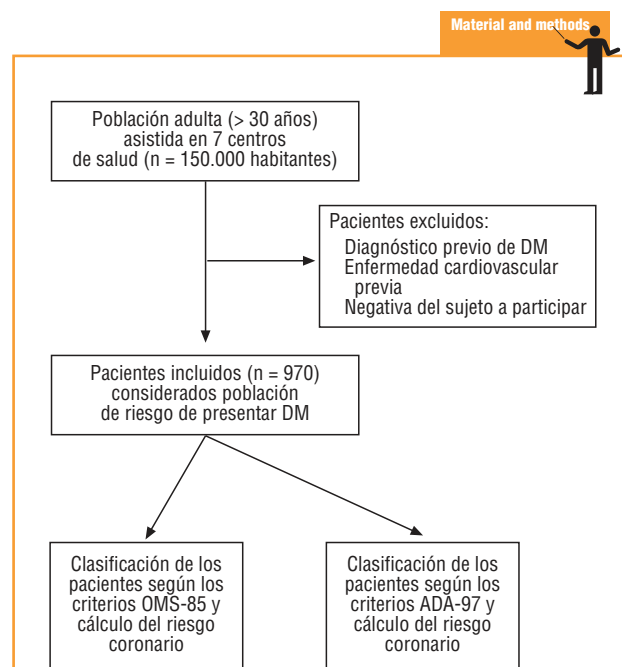 Material and methods
Población adulta (> 30 años)
asistida en 7 centros
de salud (n = 150.000 habitantes)
Pacientes excluidos:
Diagnóstico previo de DM
Enfermedad cardiovascular
previa
Negativa del sujeto a participar
Pacientes incluidos (n = 970)
considerados población
de riesgo de presentar DM
Clasificación de los
pacientes según los
criterios OMS-85 y
cálculo del riesgo
coronario
Clasificación de los
pacientes según los
criterios ADA-97 y
cálculo del riesgo
coronario